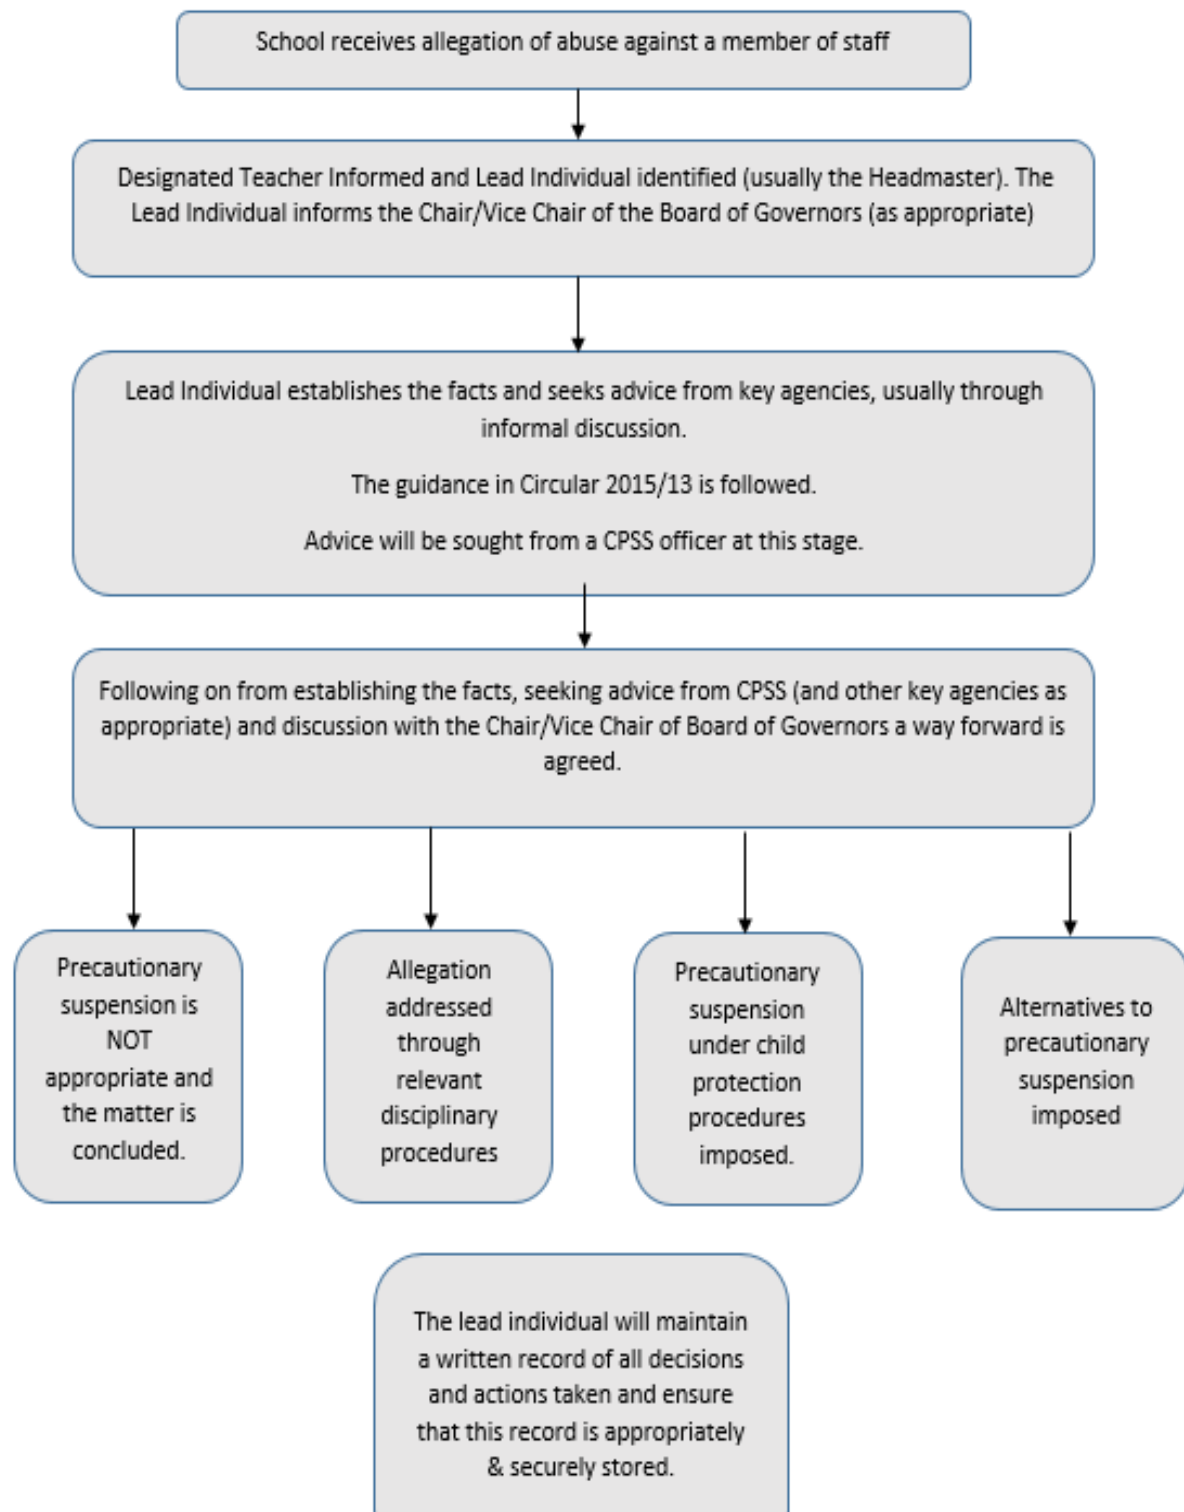 School receives allegation of abuse against a member of staff
Designated Teacher Informed and Lead Individual identified (usually the Headmaster). The
Lead Individual informs the Chair/Vice Chair of the Board of Governors (as appropriate)
Lead Individual establishes the facts and seeks advice from key agencies, usually through
informal discussion.
The guidance in Circular 2015/13 is followed.
Advice will be sought from a CPSS officer at this stage.
Following on from establishing the facts, seeking advice from CPSS (and other key agencies as
appropriate) and discussion with the Chair/Vice Chair of Board of Governors a way forward is
agreed.
Precautionary
suspension is
NOT
appropriate and
the matter is
concluded.
Allegation
addressed
through
relevant
disciplinary
procedures
Precautionary
suspension
under child
protection
procedures
imposed.
Alternatives to
precautionary
suspension
imposed
The lead individual will maintain
a written record of all decisions
and actions taken and ensure
that this record is appropriately
& securely stored.